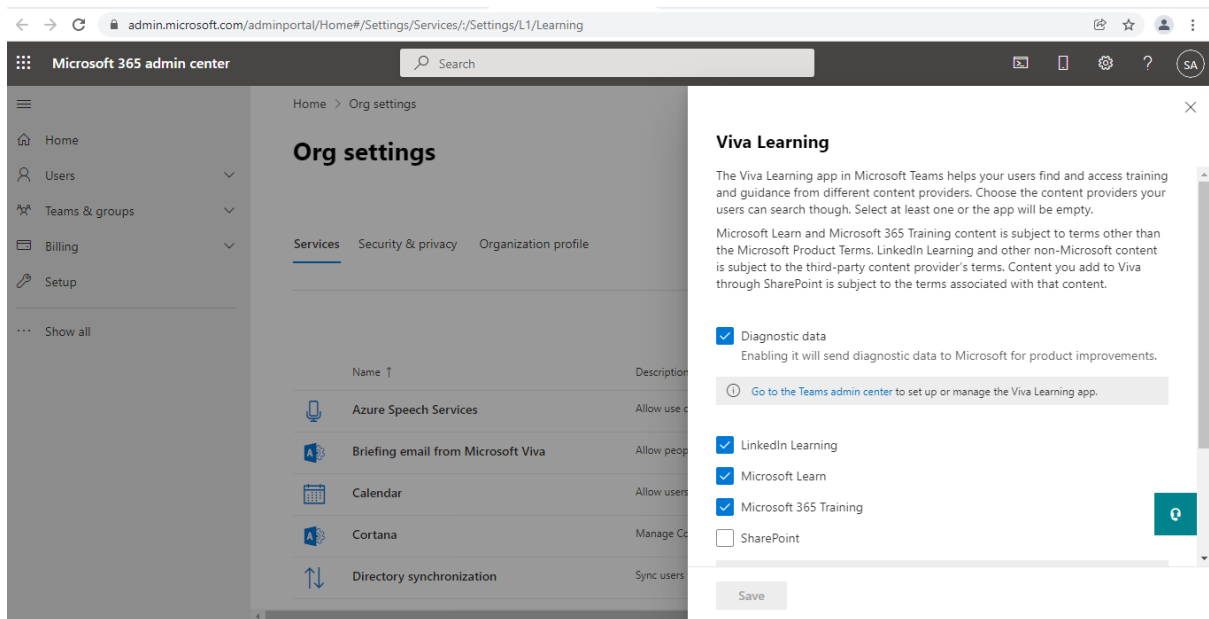 admin.microsoft.com/adminportal/Home#/Settings/Services/:/Settings/L1/Learning
Microsoft 365 admin center
Search
SA
Home
Users
Teams & groups
Billing
Setup
Show all
Home > Org settings
Org settings
Services Security & privacy Organization profile
Name ↑ Description
Azure Speech Services Allow use o
Briefing email from Microsoft Viva Allow peop
Calendar Allow users
Cortana Manage Co
Directory synchronization Sync users
Viva Learning
The Viva Learning app in Microsoft Teams helps your users find and access training
and guidance from different content providers. Choose the content providers your
users can search though. Select at least one or the app will be empty.
Microsoft Learn and Microsoft 365 Training content is subject to terms other than
the Microsoft Product Terms. LinkedIn Learning and other non-Microsoft content
is subject to the third-party content provider's terms. Content you add to Viva
through SharePoint is subject to the terms associated with that content.
Diagnostic data
Enabling it will send diagnostic data to Microsoft for product improvements.
Go to the Teams admin center to set up or manage the Viva Learning app.
LinkedIn Learning
Microsoft Learn
Microsoft 365 Training
SharePoint
Save